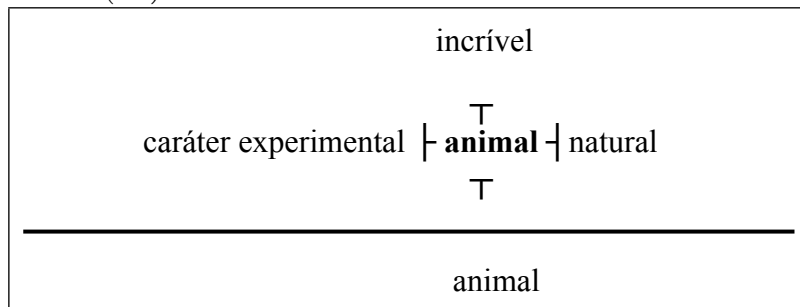 incrível
┬
caráter experimental ├ animal ┤ natural
┬
animal